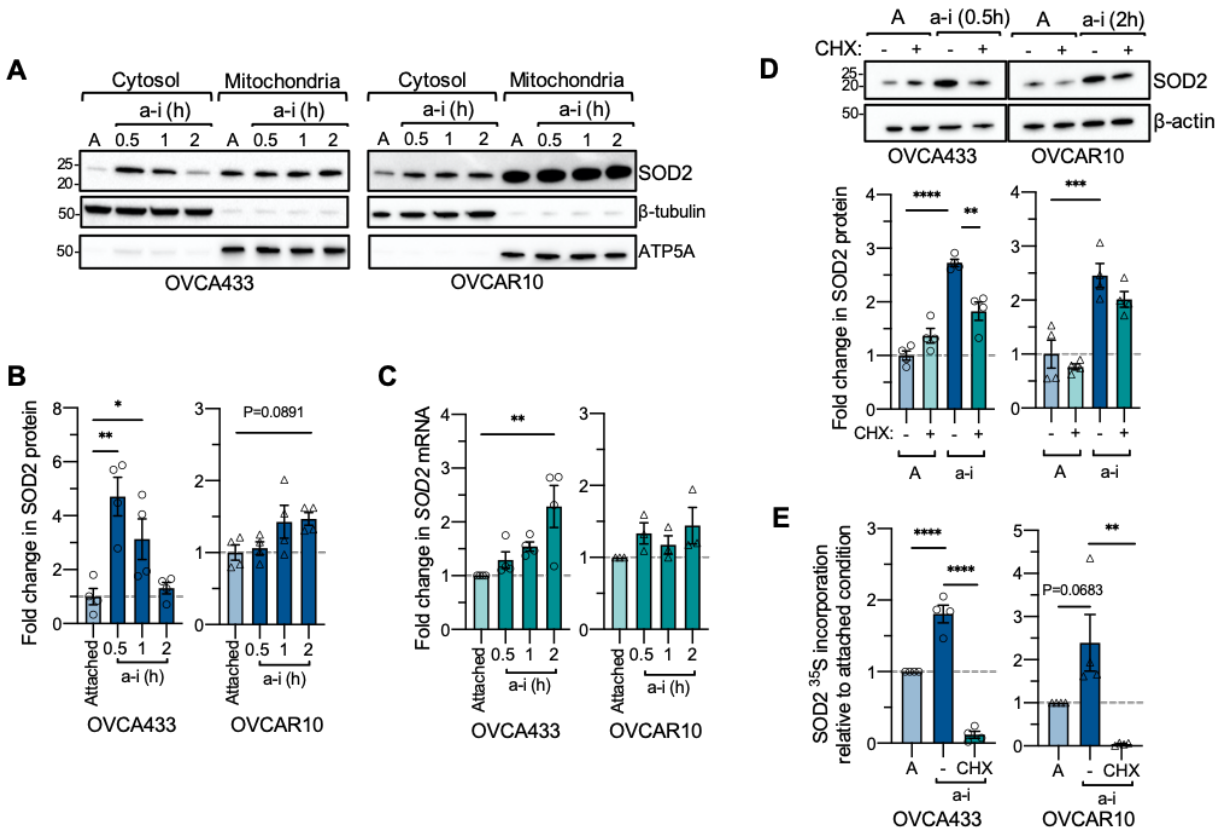 A
Cytosol Mitochondria Cytosol Mitochondria
a-i (h) a-i (h) a-i (h) a-i (h)
A 0.5 1 2 A 0.5 1 2 A 0.5 1 2 A 0.5 1 2
25
20
SOD2
50
β-tubulin
50
ATP5A
OVCA433 OVCAR10
B
Fold change in SOD2 protein
8
6
4
2
0
** *
Attached 0.5 1 2
a-i (h)
OVCA433
3
2
1
0
P=0.0891
Attached 0.5 1 2
a-i (h)
OVCAR10
C
Fold change in SOD2 mRNA
4
3
2
1
0
**
Attached 0.5 1 2
a-i (h)
OVCA433
3
2
1
0
Attached 0.5 1 2
a-i (h)
OVCAR10
D
A a-i (0.5h) A a-i (2h)
CHX: - + - + - + - +
25
20
SOD2
50
β-actin
OVCA433 OVCAR10
Fold change in SOD2 protein
4
3
2
1
0
**** **
CHX: - + - +
A a-i
4
3
2
1
0
***
- + - +
A a-i
E
SOD2 35S incorporation
relative to attached condition
3
2
1
0
**** ****
A - CHX
a-i
OVCA433
5
4
3
2
1
0
**
P=0.0683
A - CHX
a-i
OVCAR10